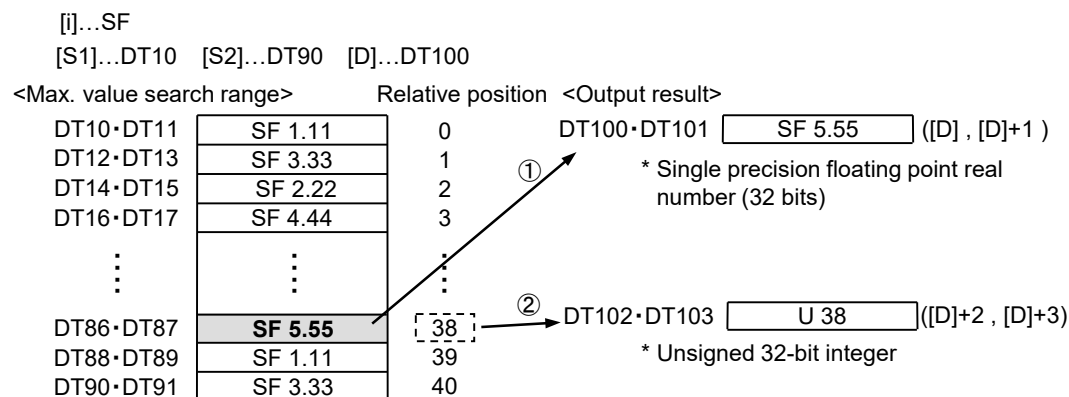 [i]…SF
[S1]…DT10 [S2]…DT90 [D]…DT100
<Max. value search range> Relative position <Output result>
DT10・DT11 SF 1.11 0 DT100・DT101 SF 5.55 ([D] , [D]+1 )
DT12・DT13 SF 3.33 1 ① * Single precision floating point real
DT14・DT15 SF 2.22 2 number (32 bits)
DT16・DT17 SF 4.44 3
⋮ ⋮ ⋮
DT86・DT87 SF 5.55 38 ② DT102・DT103 U 38 ([D]+2 , [D]+3)
DT88・DT89 SF 1.11 39 * Unsigned 32-bit integer
DT90・DT91 SF 3.33 40